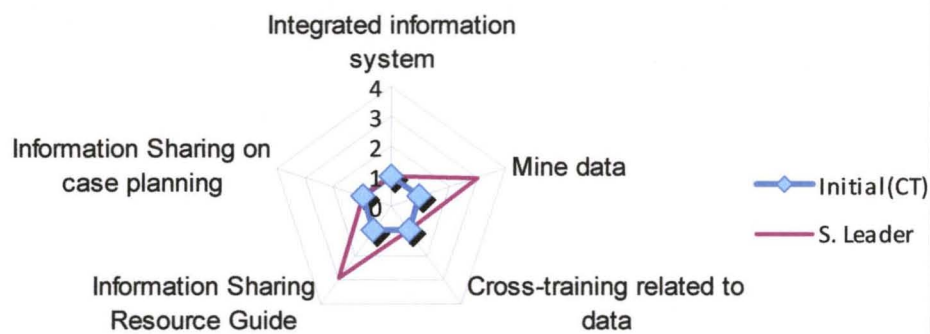 Integrated information
system
4
3
2
1
0
Information Sharing on
case planning
Mine data
Initial(CT)
S. Leader
Information Sharing
Resource Guide
Cross-training related to
data